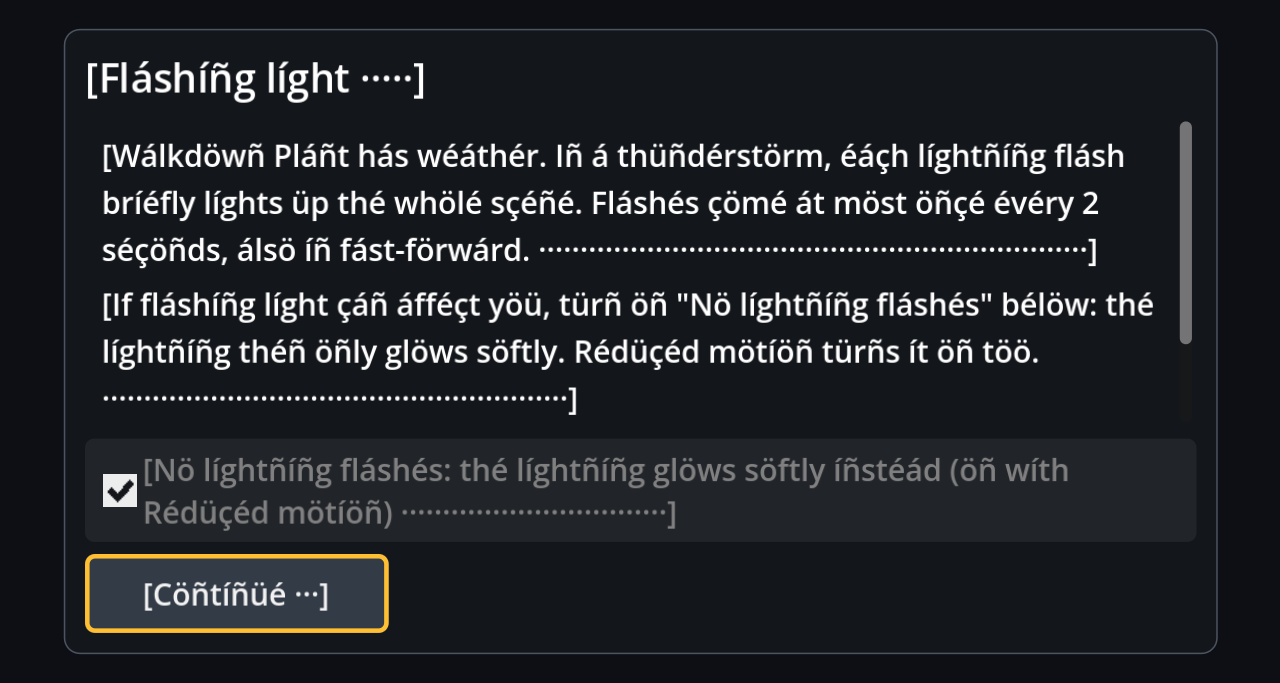 [Fláshíñg líght ·····]
[Wálkdöwñ Pláñt hás wéáthér. Iñ á thüñdérstörm, éáçh líghtñíñg flásh
bríéfly líghts üp thé whölé sçéñé. Fláshés çömé át möst öñçé évéry 2
séçöñds, álsö íñ fást-förwárd. ··································································]
[If fláshíñg líght çáñ áfféçt yöü, türñ öñ "Nö líghtñíñg fláshés" bélöw: thé
líghtñíñg théñ öñly glöws söftly. Rédüçéd mötíöñ türñs ít öñ töö.
························································]
[Nö líghtñíñg fláshés: thé líghtñíñg glöws söftly íñstéád (öñ wíth
Rédüçéd mötíöñ) ································]
[Cöñtíñüé ···]